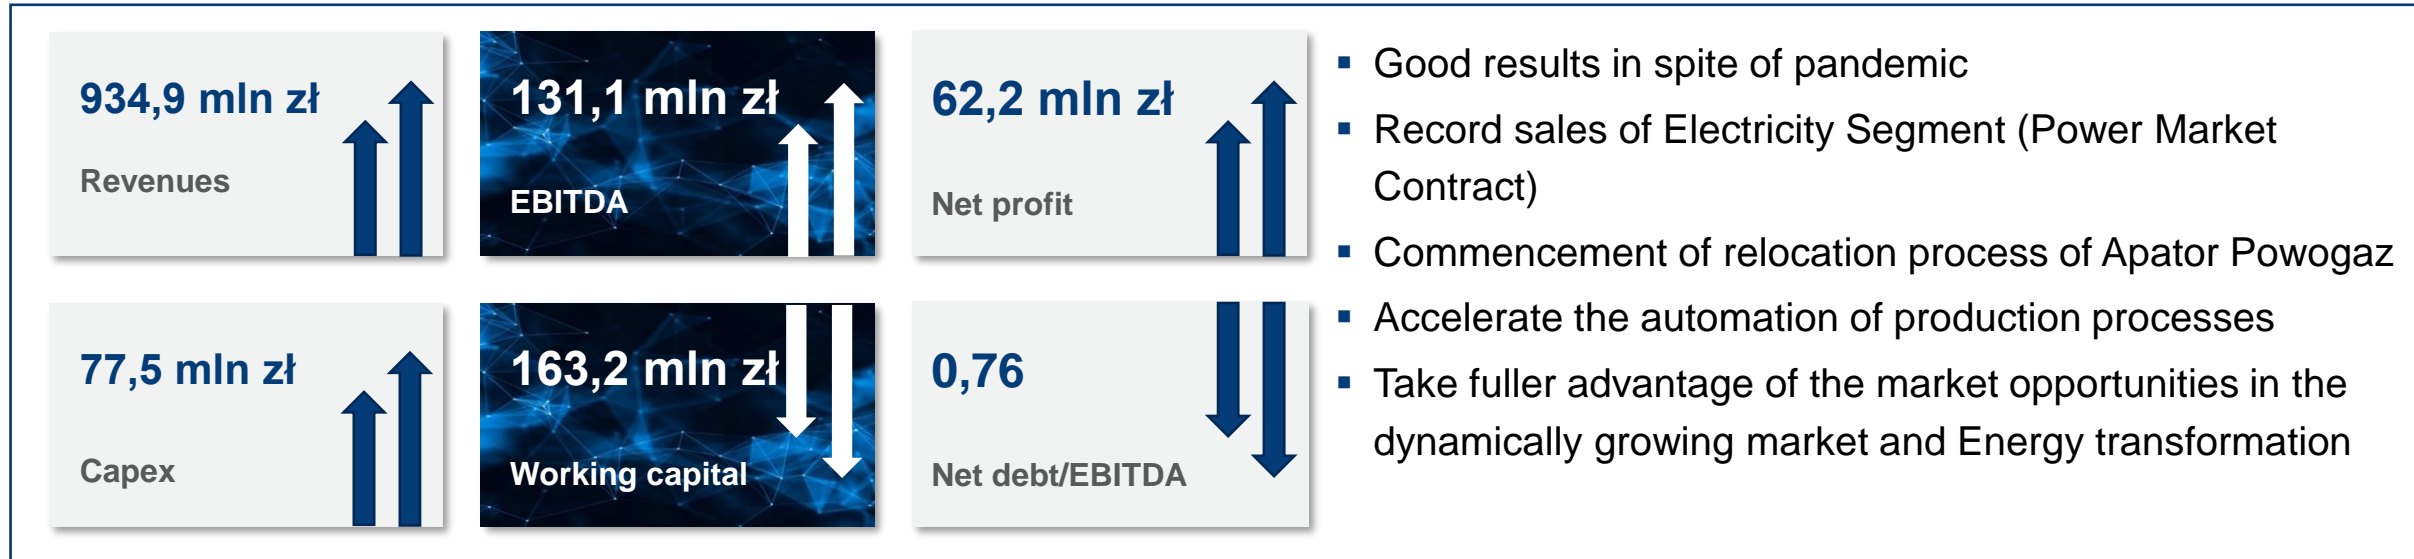 934,9 mln zł
Revenues
131,1 mln zł
EBITDA
62,2 mln zł
Net profit
77,5 mln zł
Capex
163,2 mln zł
Working capital
0,76
Net debt/EBITDA
▪ Good results in spite of pandemic
▪ Record sales of Electricity Segment (Power Market
Contract)
▪ Commencement of relocation process of Apator Powogaz
▪ Accelerate the automation of production processes
▪ Take fuller advantage of the market opportunities in the
dynamically growing market and Energy transformation